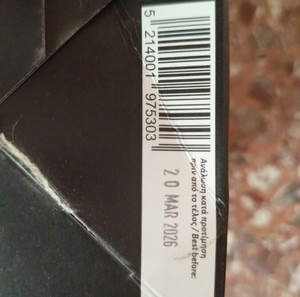 5 214001 975303
Ανάλωση κατά προτίμηση
πριν από το τέλος / Best before:
20 MAR 2026